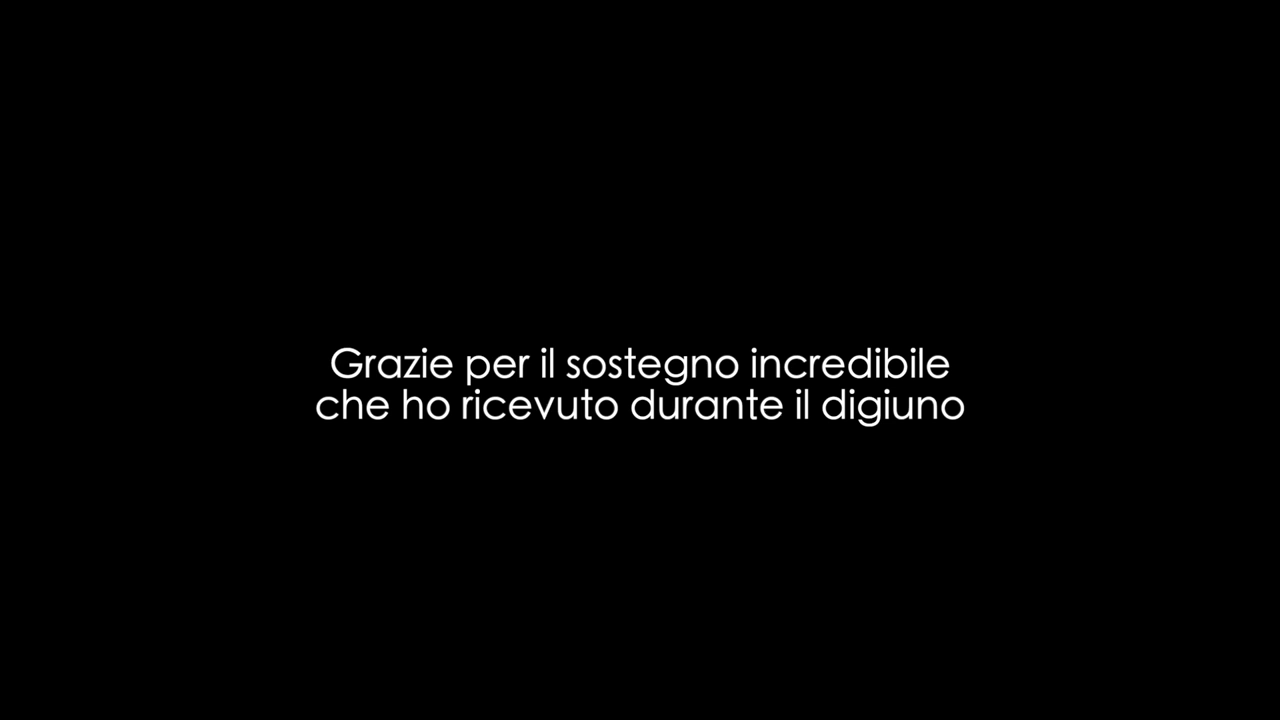 Grazie per il sostegno incredibile
che ho ricevuto durante il digiuno